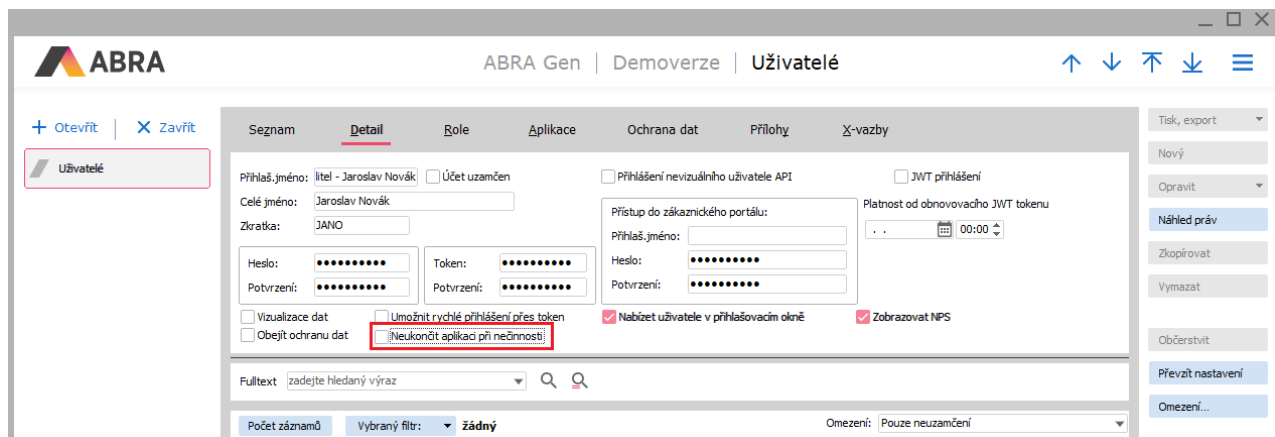 ABRA
ABRA Gen | Demoverze | Uživatelé
Otevřít | Zavřít
Uživatelé
Seznam Detail Role Aplikace Ochrana dat Přílohy X-vazby
Přihlaš.jméno: litel - Jaroslav Novák Účet uzamčen Přihlášení nevizuálního uživatele API JWT přihlášení
Celé jméno: Jaroslav Novák
Zkratka: JANO
Přístup do zákaznického portálu:
Přihlaš.jméno:
Heslo: ••••••••••
Potvrzení: ••••••••••
Platnost od obnovovacího JWT tokenu
. . 00:00
Heslo: ••••••••••
Potvrzení: ••••••••••
Token: ••••••••••
Potvrzení: ••••••••••
Vizualizace dat Umožnit rychlé přihlášení přes token Nabízet uživatele v přihlašovacím okně Zobrazovat NPS
Obejít ochranu dat Neukončit aplikaci při nečinnosti
Fulltext zadejte hledaný výraz
Počet záznamů Vybraný filtr: žádný Omezení: Pouze neuzamčení
Tisk, export
Nový
Opravit
Náhled práv
Zkopírovat
Vymazat
Občerstvit
Převzít nastavení
Omezení...